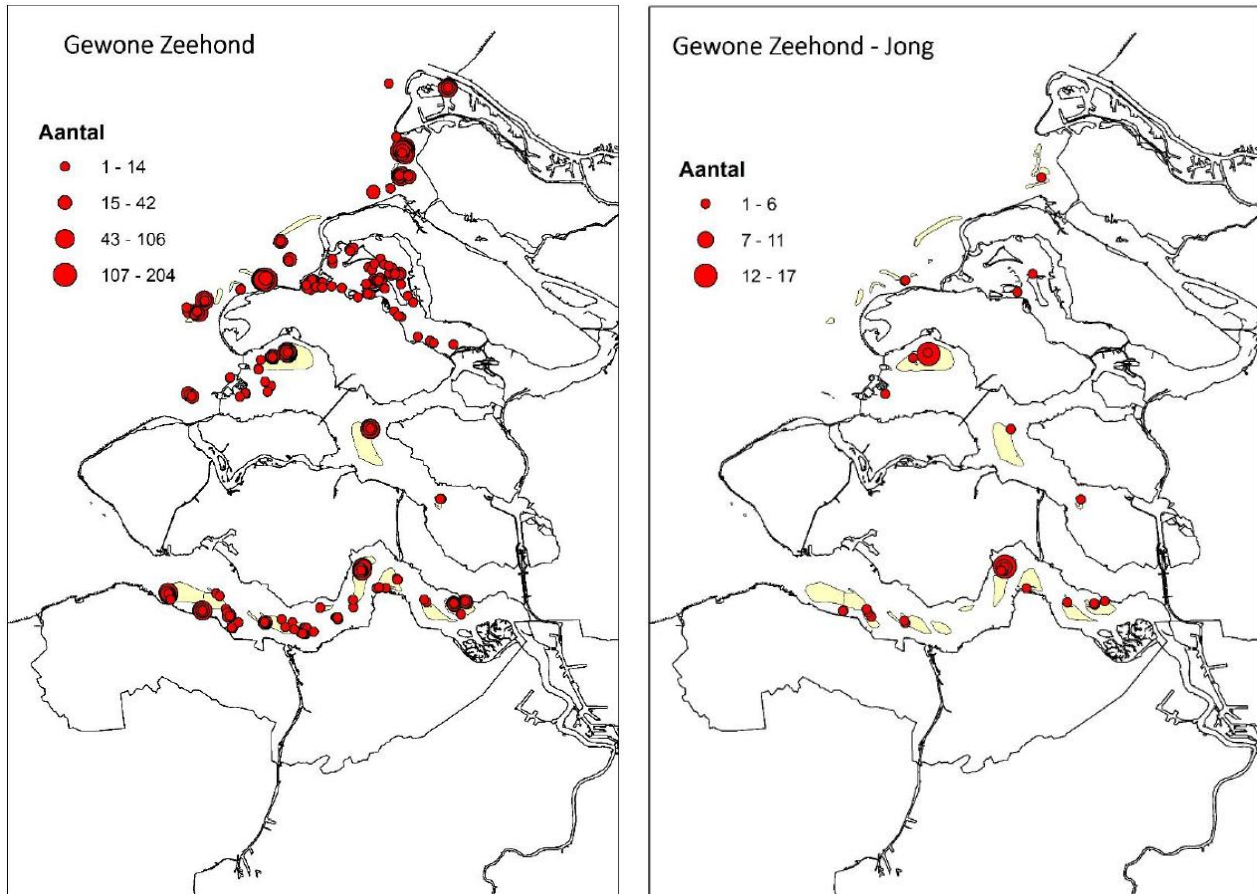 Gewone Zeehond
Aantal
1 - 14
15 - 42
43 - 106
107 - 204
Gewone Zeehond - Jong
Aantal
1 - 6
7 - 11
12 - 17